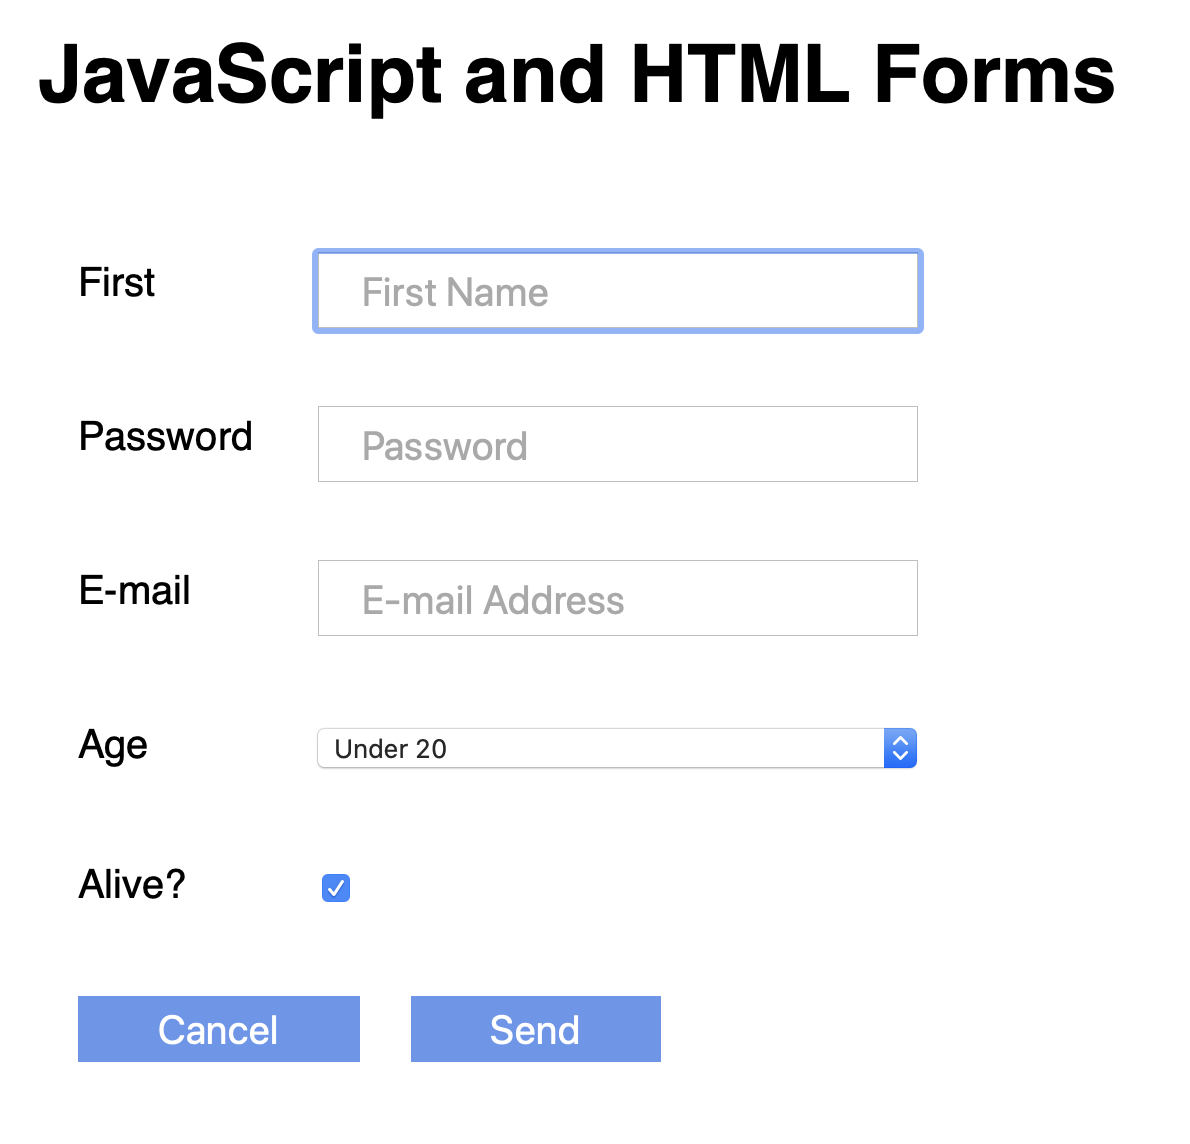 JavaScript and HTML Forms
First
First Name
Password
Password
E-mail
E-mail Address
Age
Under 20
Alive?
Cancel
Send